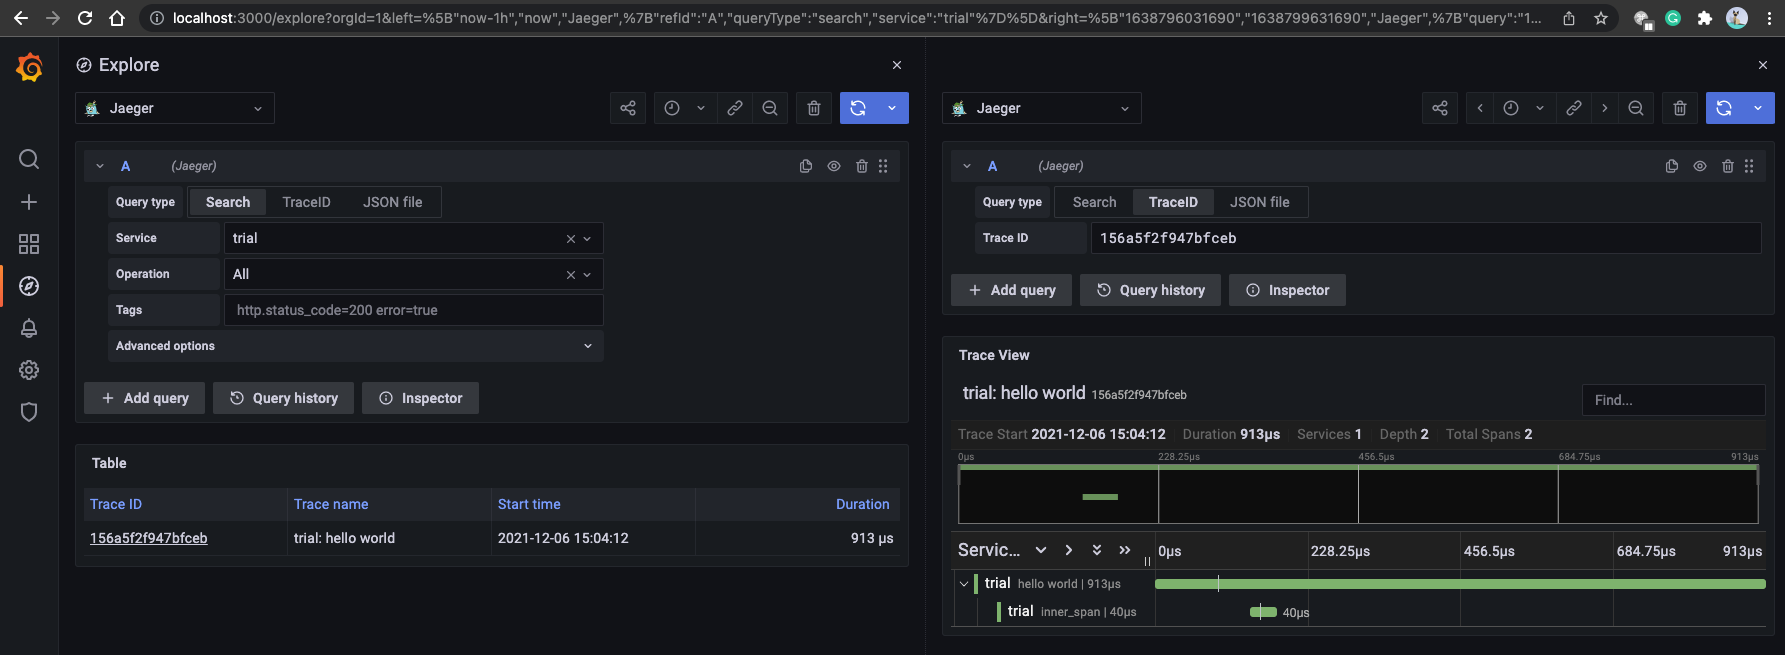 localhost:3000/explore?orgId=1&left=%5B"now-1h","now","Jaeger",%7B"refId":"A","queryType":"search","service":"trial"%7D%5D&right=%5B"1638796031690","1638799631690","Jaeger",%7B"query":"1...
Explore
Jaeger
A (Jaeger)
Query type Search TraceID JSON file
Service trial
Operation All
Tags http.status_code=200 error=true
Advanced options
Add query Query history Inspector
Table
Trace ID Trace name Start time Duration
156a5f2f947bfceb trial: hello world 2021-12-06 15:04:12 913 µs
Jaeger
A (Jaeger)
Query type Search TraceID JSON file
Trace ID 156a5f2f947bfceb
Add query Query history Inspector
Trace View
trial: hello world 156a5f2f947bfceb Find...
Trace Start 2021-12-06 15:04:12 Duration 913µs Services 1 Depth 2 Total Spans 2
0µs 228.25µs 456.5µs 684.75µs 913µs
Servic... 0µs 228.25µs 456.5µs 684.75µs 913µs
trial hello world | 913µs
trial inner_span | 40µs 40µs